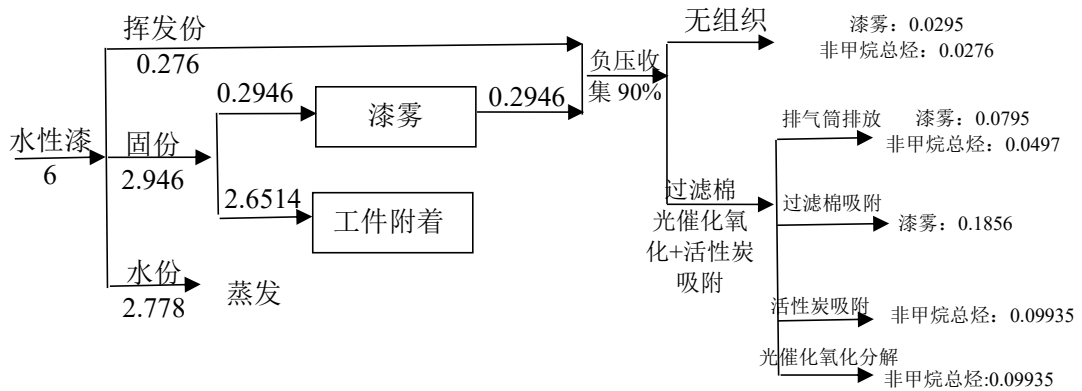 挥发份
0.276
水性漆
6
固份
2.946
水份
2.778
蒸发
0.2946
漆雾
0.2946
2.6514
工件附着
负压收
集 90%
无组织
漆雾：0.0295
非甲烷总烃：0.0276
过滤棉
光催化氧
化+活性炭
吸附
排气筒排放
漆雾：0.0795
非甲烷总烃：0.0497
过滤棉吸附
漆雾：0.1856
活性炭吸附
非甲烷总烃：0.09935
光催化氧化分解
非甲烷总烃:0.09935